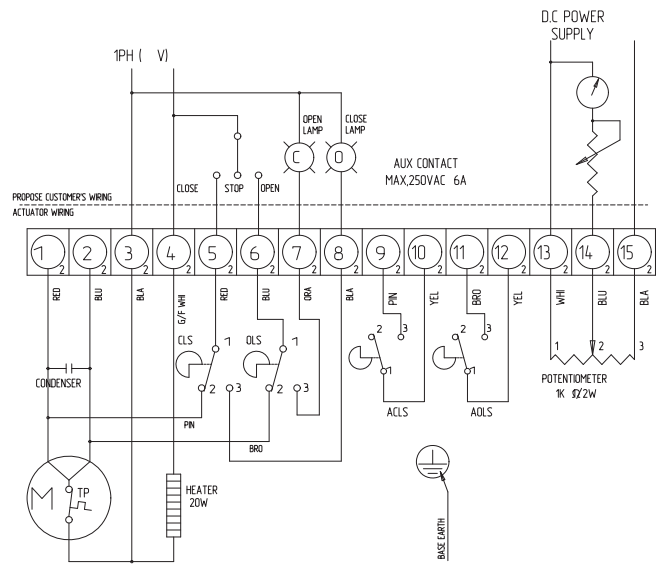 D.C POWER
SUPPLY
1PH ( V)
OPEN
LAMP
CLOSE
LAMP
C
O
AUX CONTACT
MAX,250VAC 6A
CLOSE
STOP
OPEN
PROPOSE CUSTOMER'S WIRING
ACTUATOR WIRING
1 2 3 4 5 6 7 8 9 10 11 12 13 14 15
2 2 2 2 2 2 2 2 2 2 2 2 2 2 2
RED
BLU
BLA
G/F WHI
RED
BLU
ORA
BLA
PIN
YEL
BRO
YEL
WHI
BLU
BLA
CLS
1
2
3
OLS
1
2
3
2
3
1
ACLS
2
3
1
AOLS
1
2
3
POTENTIOMETER
1K Ω/2W
CONDENSER
PIN
BRO
M
TP
HEATER
20W
BASE EARTH